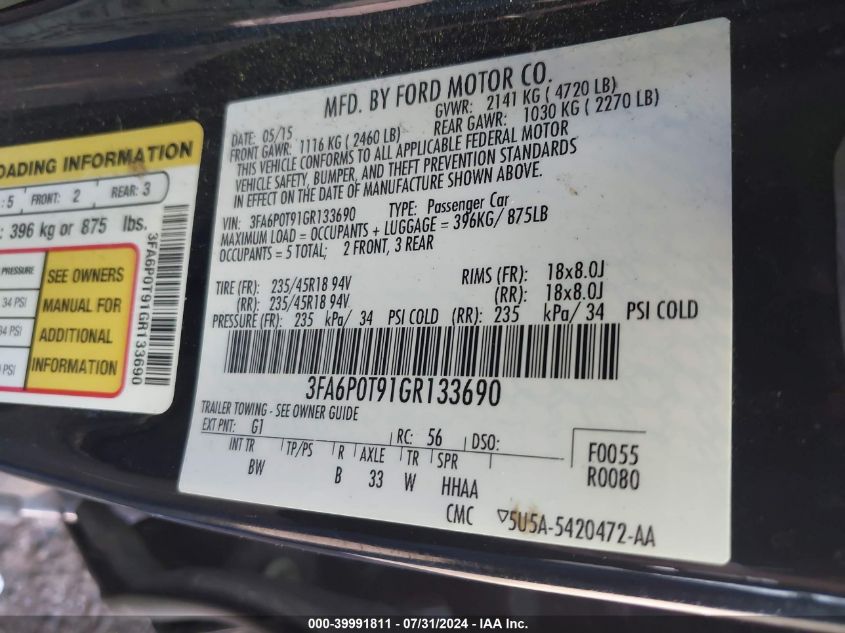 MFD. BY FORD MOTOR CO.
DATE: 05/15 GVWR: 2141 KG ( 4720 LB)
FRONT GAWR: 1116 KG ( 2460 LB) REAR GAWR: 1030 KG ( 2270 LB)
THIS VEHICLE CONFORMS TO ALL APPLICABLE FEDERAL MOTOR
VEHICLE SAFETY, BUMPER, AND THEFT PREVENTION STANDARDS
IN EFFECT ON THE DATE OF MANUFACTURE SHOWN ABOVE.
VIN: 3FA6P0T91GR133690 TYPE: Passenger Car
MAXIMUM LOAD = OCCUPANTS + LUGGAGE = 396KG/ 875LB
OCCUPANTS = 5 TOTAL; 2 FRONT, 3 REAR
TIRE (FR): 235/45R18 94V RIMS (FR): 18x8.0J
(RR): 235/45R18 94V (RR): 18x8.0J
PRESSURE (FR): 235 kPa/ 34 PSI COLD (RR): 235 kPa/ 34 PSI COLD
3FA6P0T91GR133690
TRAILER TOWING - SEE OWNER GUIDE
EXT PNT: G1 RC: 56 DSO: F0055
INT TR TP/PS R AXLE TR SPR R0080
BW B 33 W HHAA
CMC ▽5U5A-5420472-AA
OADING INFORMATION
: 5 FRONT: 2 REAR: 3
: 396 kg or 875 lbs.
PRESSURE SEE OWNERS
34 PSI MANUAL FOR
34 PSI ADDITIONAL
PSI INFORMATION
3FA6P0T91GR133690
000-39991811 / 07/31/2024 - IAA Inc.